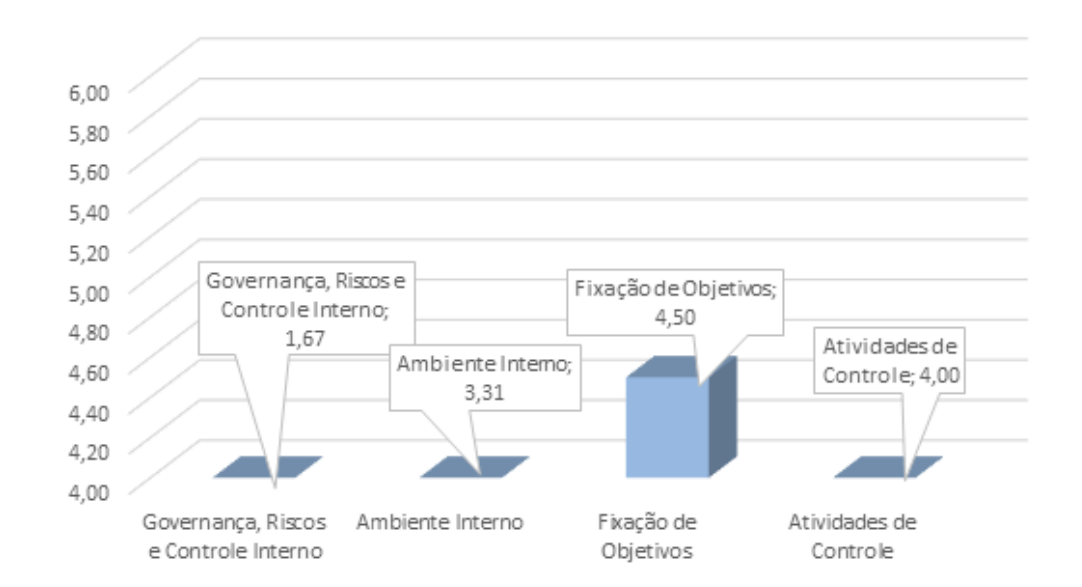 6,00
5,80
5,60
5,40
5,20
5,00
4,80
4,60
4,40
4,20
4,00
Governança, Riscos e
Controle Interno;
1,67
Ambiente Interno;
3,31
Fixação de Objetivos;
4,50
Atividades de
Controle; 4,00
Governança, Riscos
e Controle Interno
Ambiente Interno
Fixação de
Objetivos
Atividades de
Controle